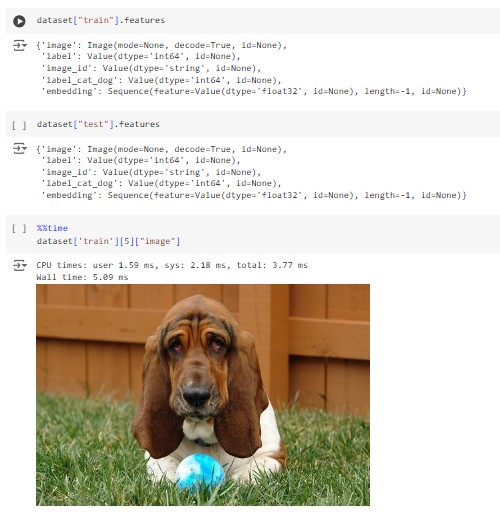 dataset["train"].features
{'image': Image(mode=None, decode=True, id=None),
'label': Value(dtype='int64', id=None),
'image_id': Value(dtype='string', id=None),
'label_cat_dog': Value(dtype='int64', id=None),
'embedding': Sequence(feature=Value(dtype='float32', id=None), length=-1, id=None)}
[ ] dataset["test"].features
{'image': Image(mode=None, decode=True, id=None),
'label': Value(dtype='int64', id=None),
'image_id': Value(dtype='string', id=None),
'label_cat_dog': Value(dtype='int64', id=None),
'embedding': Sequence(feature=Value(dtype='float32', id=None), length=-1, id=None)}
[ ] %%time
dataset['train'][5]["image"]
CPU times: user 1.59 ms, sys: 2.18 ms, total: 3.77 ms
Wall time: 5.09 ms